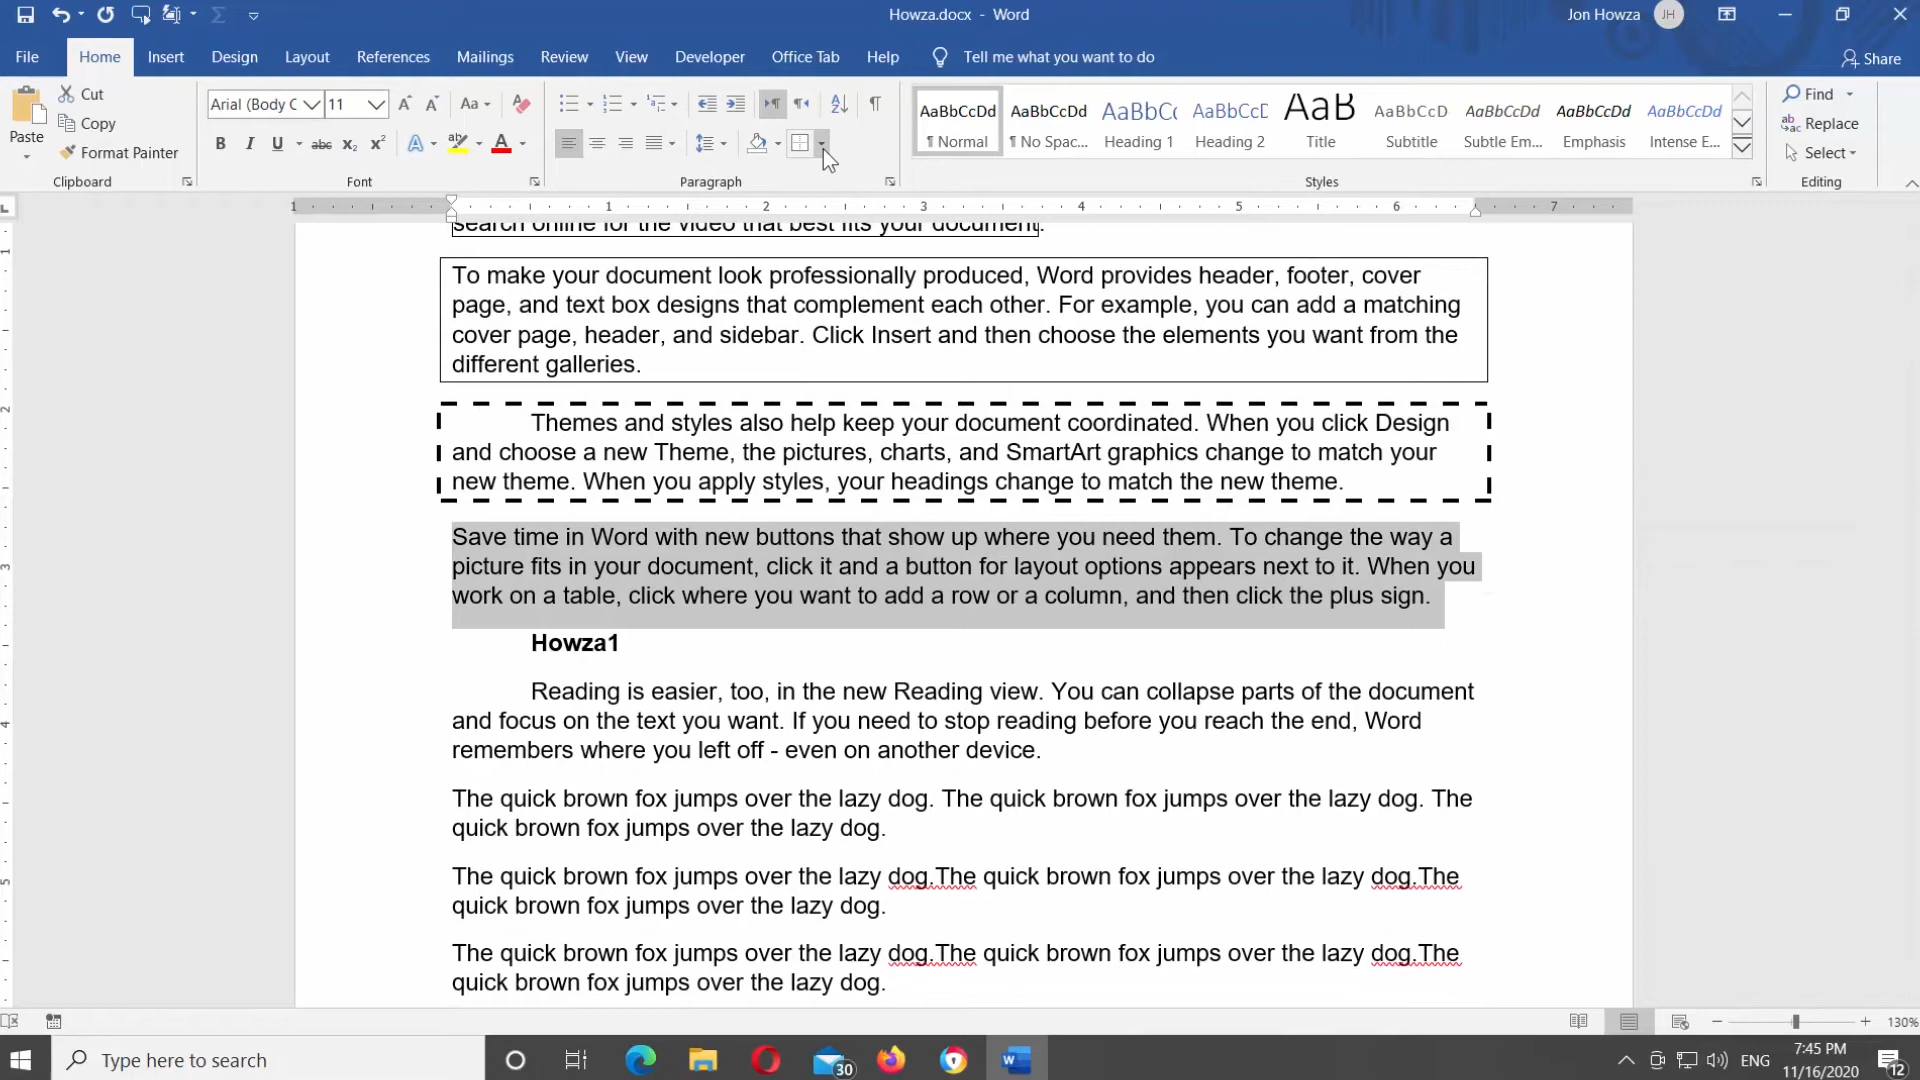 Howza.docx - Word
Jon Howza JH
File Home Insert Design Layout References Mailings Review View Developer Office Tab Help Tell me what you want to do Share
Cut
Copy
Paste
Format Painter
Clipboard
Arial (Body C 11
Font
Paragraph
AaBbCcDd AaBbCcDd AaBbC( AaBbCcD AaB AaBbCcD AaBbCcDd AaBbCcDd AaBbCcDd
¶ Normal ¶ No Spac... Heading 1 Heading 2 Title Subtitle Subtle Em... Emphasis Intense E...
Styles
Find
Replace
Select
Editing
1 1 2 3 4 5 6 7
search online for the video that best fits your document.
To make your document look professionally produced, Word provides header, footer, cover
page, and text box designs that complement each other. For example, you can add a matching
cover page, header, and sidebar. Click Insert and then choose the elements you want from the
different galleries.
Themes and styles also help keep your document coordinated. When you click Design
and choose a new Theme, the pictures, charts, and SmartArt graphics change to match your
new theme. When you apply styles, your headings change to match the new theme.
Save time in Word with new buttons that show up where you need them. To change the way a
picture fits in your document, click it and a button for layout options appears next to it. When you
work on a table, click where you want to add a row or a column, and then click the plus sign.
Howza1
Reading is easier, too, in the new Reading view. You can collapse parts of the document
and focus on the text you want. If you need to stop reading before you reach the end, Word
remembers where you left off - even on another device.
The quick brown fox jumps over the lazy dog. The quick brown fox jumps over the lazy dog. The
quick brown fox jumps over the lazy dog.
The quick brown fox jumps over the lazy dog.The quick brown fox jumps over the lazy dog.The
quick brown fox jumps over the lazy dog.
The quick brown fox jumps over the lazy dog.The quick brown fox jumps over the lazy dog.The
quick brown fox jumps over the lazy dog.
130%
Type here to search
30
ENG
7:45 PM
11/16/2020
12